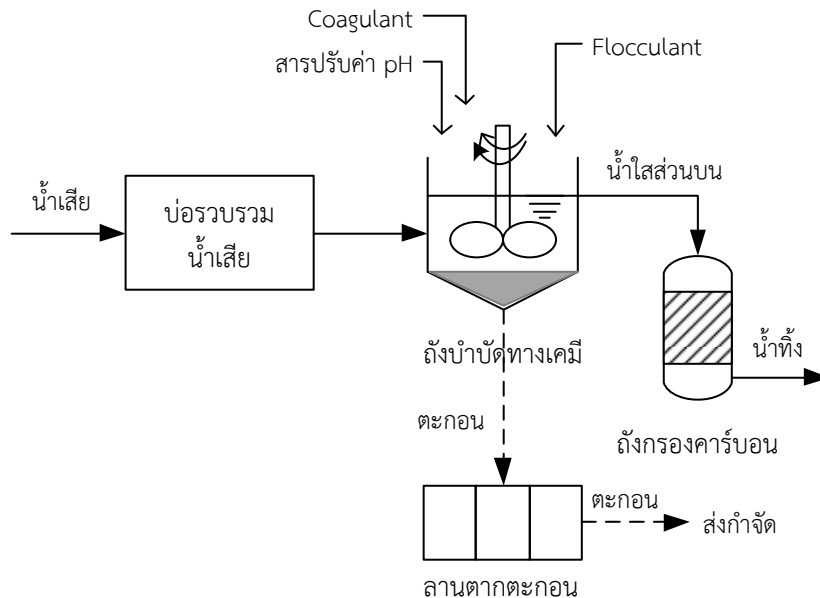 Coagulant
สารปรับค่า pH
Flocculant
น้ำเสีย
บ่อรวบรวม
น้ำเสีย
น้ำใสส่วนบน
น้ำทิ้ง
ถังบำบัดทางเคมี
ตะกอน
ถังกรองคาร์บอน
ตะกอน
ส่งกำจัด
ลานตากตะกอน